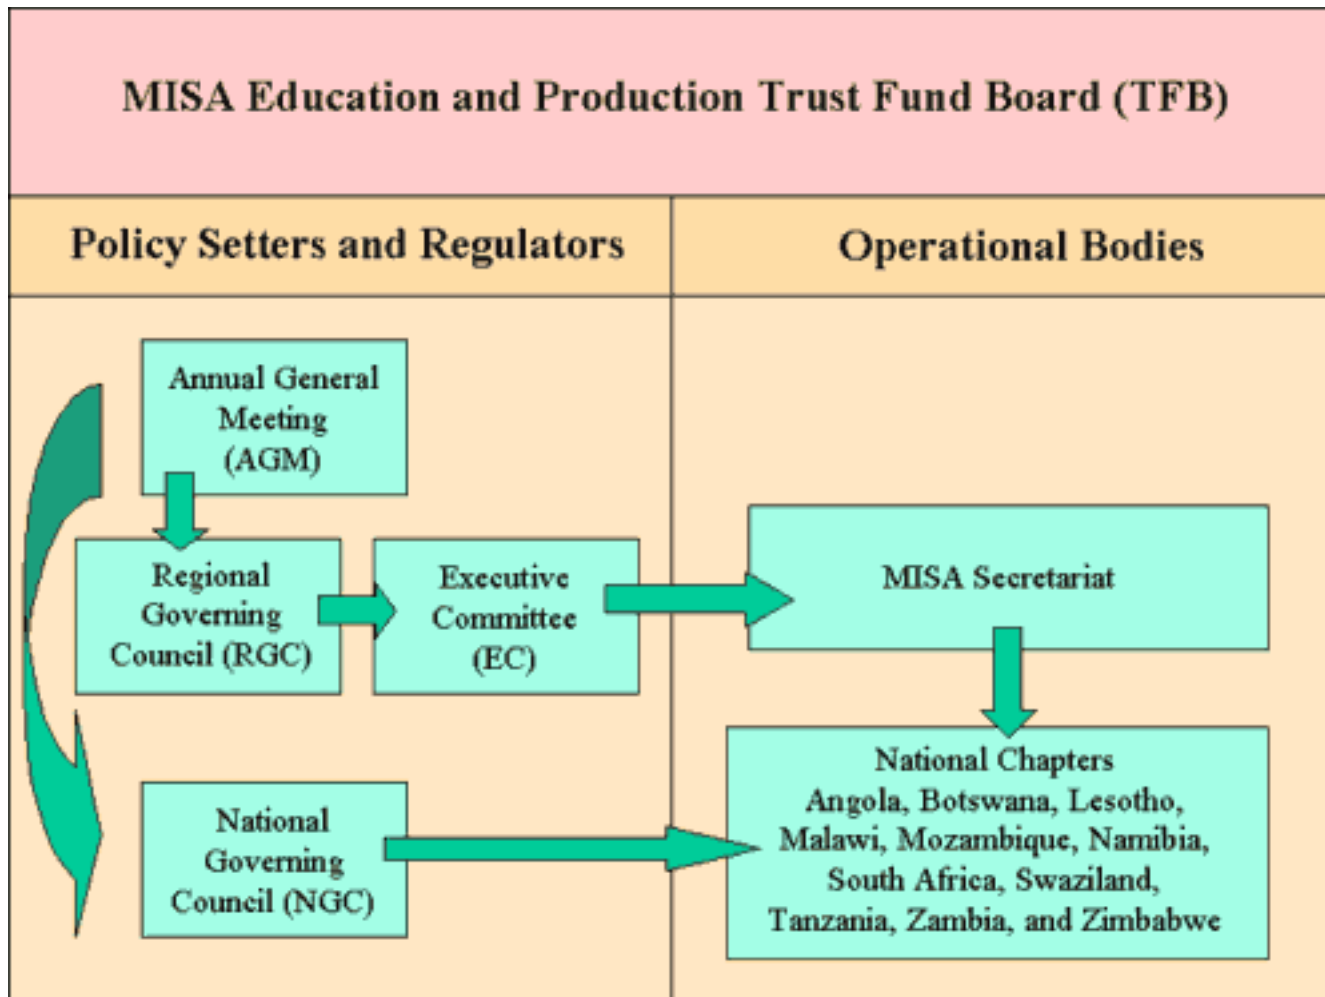 MISA Education and Production Trust Fund Board (TFB)
Policy Setters and Regulators
Operational Bodies
Annual General
Meeting
(AGM)
Regional
Governing
Council (RGC)
Executive
Committee
(EC)
MISA Secretariat
National
Governing
Council (NGC)
National Chapters
Angola, Botswana, Lesotho,
Malawi, Mozambique, Namibia,
South Africa, Swaziland,
Tanzania, Zambia, and Zimbabwe